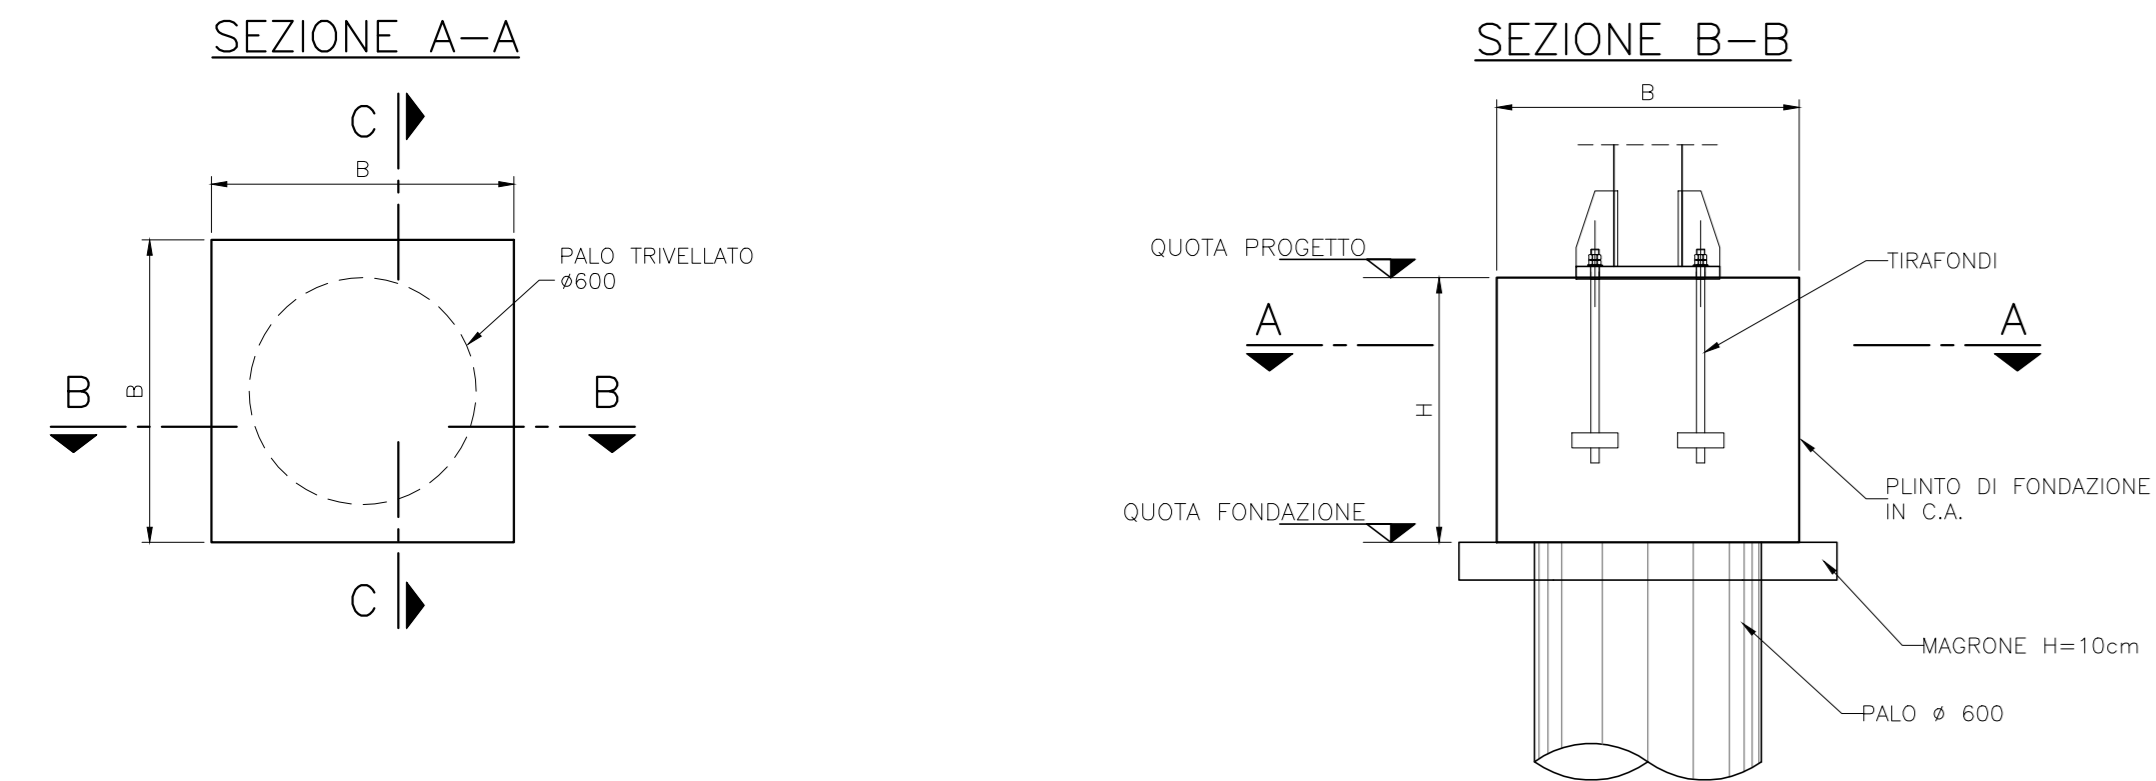 SEZIONE A-A
C
B
PALO TRIVELLATO
ø600
B
B
B
C
SEZIONE B-B
B
QUOTA PROGETTO
TIRAFONDI
A
A
H
PLINTO DI FONDAZIONE
IN C.A.
QUOTA FONDAZIONE
MAGRONE H=10cm
PALO ø 600